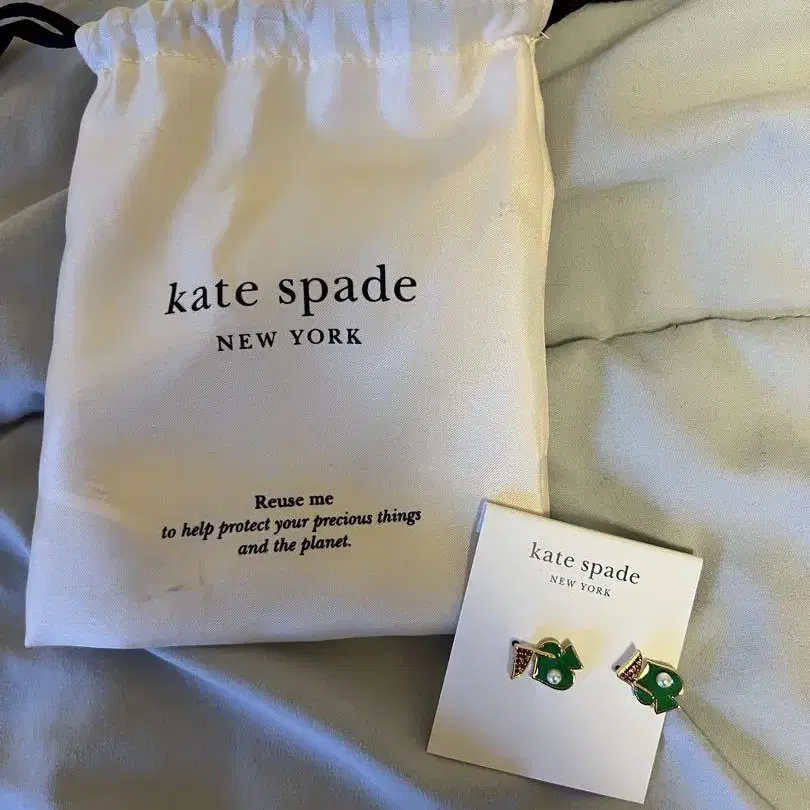 kate spade
NEW YORK
Reuse me
to help protect your precious things
and the planet.
kate spade
NEW YORK